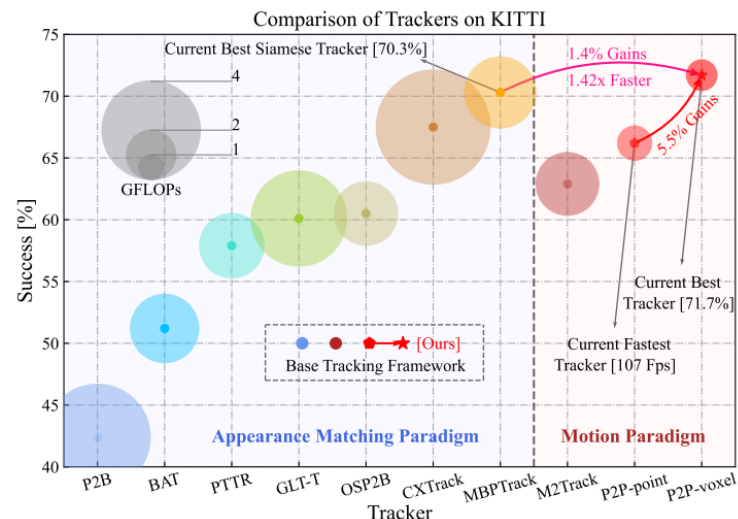 Comparison of Trackers on KITTI
Success [%]
75
70
65
60
55
50
45
40
Current Best Siamese Tracker [70.3%]
1.4% Gains
1.42x Faster
5.5% Gains
4
2
1
GFLOPs
Current Best
Tracker [71.7%]
Current Fastest
Tracker [107 Fps]
[Ours]
Base Tracking Framework
Appearance Matching Paradigm
Motion Paradigm
P2B
BAT
PTTR
GLT-T
OSP2B
CXTrack
MBPTrack
M2Track
P2P-point
P2P-voxel
Tracker